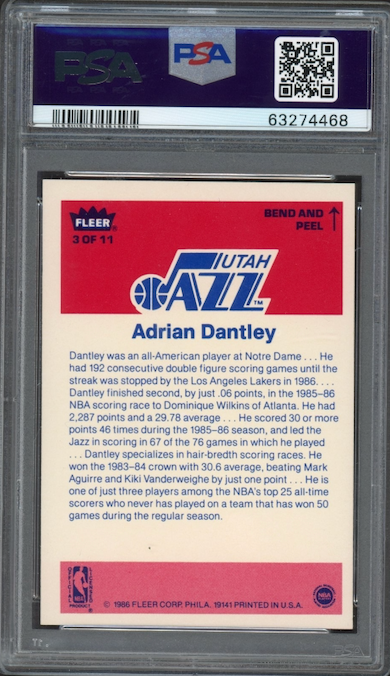 PSA
PSA
63274468
FLEER
3 OF 11
BEND AND
PEEL
UTAH
JAZZ
TM
Adrian Dantley
Dantley was an all-American player at Notre Dame . . . He
had 192 consecutive double figure scoring games until the
streak was stopped by the Los Angeles Lakers in 1986. . . .
Dantley finished second, by just .06 points, in the 1985–86
NBA scoring race to Dominique Wilkins of Atlanta. He had
2,287 points and a 29.78 average . . . He scored 30 or more
points 46 times during the 1985–86 season, and led the
Jazz in scoring in 67 of the 76 games in which he played
. . . Dantley specializes in hair-bredth scoring races. He
won the 1983–84 crown with 30.6 average, beating Mark
Aguirre and Kiki Vanderweighe by just one point . . . He is
one of just three players among the NBA's top 25 all-time
scorers who never has played on a team that has won 50
games during the regular season.
OFFICIAL LICENSED
NBA
PRODUCT
© 1986 FLEER CORP. PHILA. 19141 PRINTED IN U.S.A.
NBA